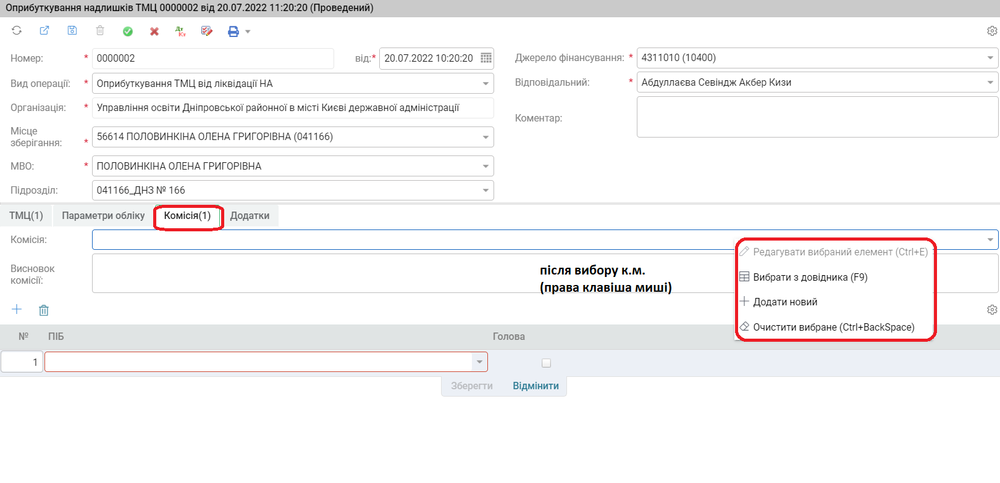 Оприбуткування надлишків ТМЦ 0000002 від 20.07.2022 11:20:20 (Проведений)
Дт
Кт
Номер: * 0000002 від:* 20.07.2022 10:20:20
Вид операції: * Оприбуткування ТМЦ від ліквідації НА
Організація: * Управління освіти Дніпровської районної в місті Києві державної адміністрації
Місце
зберігання: * 56614 ПОЛОВИНКІНА ОЛЕНА ГРИГОРІВНА (041166)
МВО: * ПОЛОВИНКІНА ОЛЕНА ГРИГОРІВНА
Підрозділ: 041166_ДНЗ № 166
Джерело фінансування: * 4311010 (10400)
Відповідальний: * Абдуллаєва Севіндж Акбер Кизи
Коментар:
ТМЦ(1) Параметри обліку Комісія(1) Додатки
Комісія:
Висновок
комісії:
після вибору к.м.
(права клавіша миші)
Редагувати вибраний елемент (Ctrl+E)
Вибрати з довідника (F9)
Додати новий
Очистити вибране (Ctrl+BackSpace)
№ ПІБ Голова
1
Зберегти Відмінити